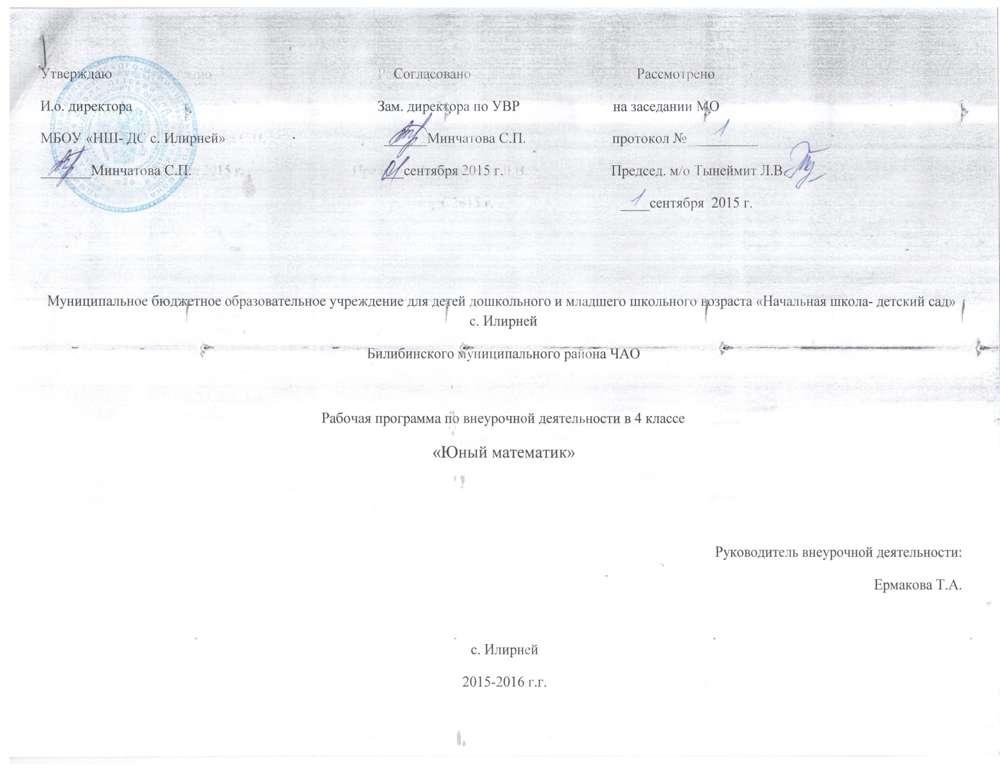 Утверждаю Согласовано Рассмотрено
И.о. директора Зам. директора по УВР на заседании МО
МБОУ «НШ- ДС с. Илирней» ______Минчатова С.П. протокол № 1
_______Минчатова С.П. 01 сентября 2015 г. Председ. м/о Тынеймит Л.В.
1 сентября 2015 г.
Муниципальное бюджетное образовательное учреждение для детей дошкольного и младшего школьного возраста «Начальная школа- детский сад»
с. Илирней
Билибинского муниципального района ЧАО
Рабочая программа по внеурочной деятельности в 4 классе
«Юный математик»
Руководитель внеурочной деятельности:
Ермакова Т.А.
с. Илирней
2015-2016 г.г.